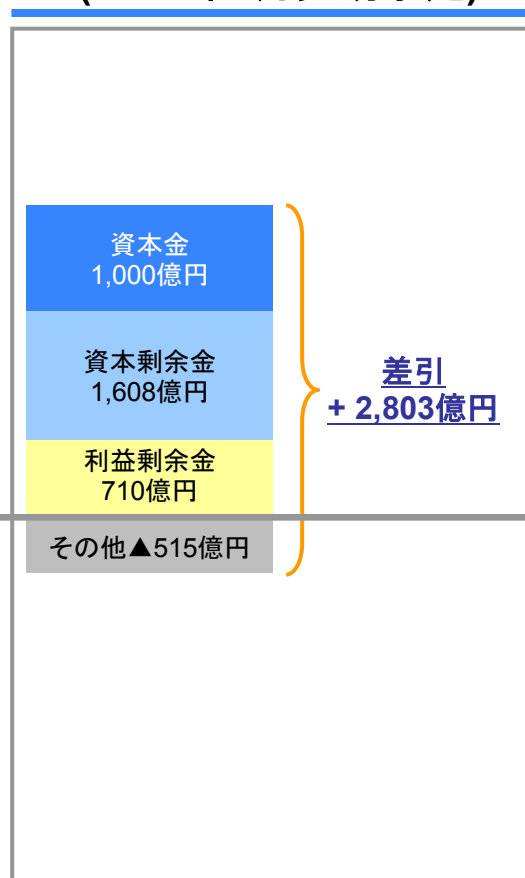 資本金
1,000億円
資本剰余金
1,608億円
差引
+ 2,803億円
利益剰余金
710億円
その他▲515億円